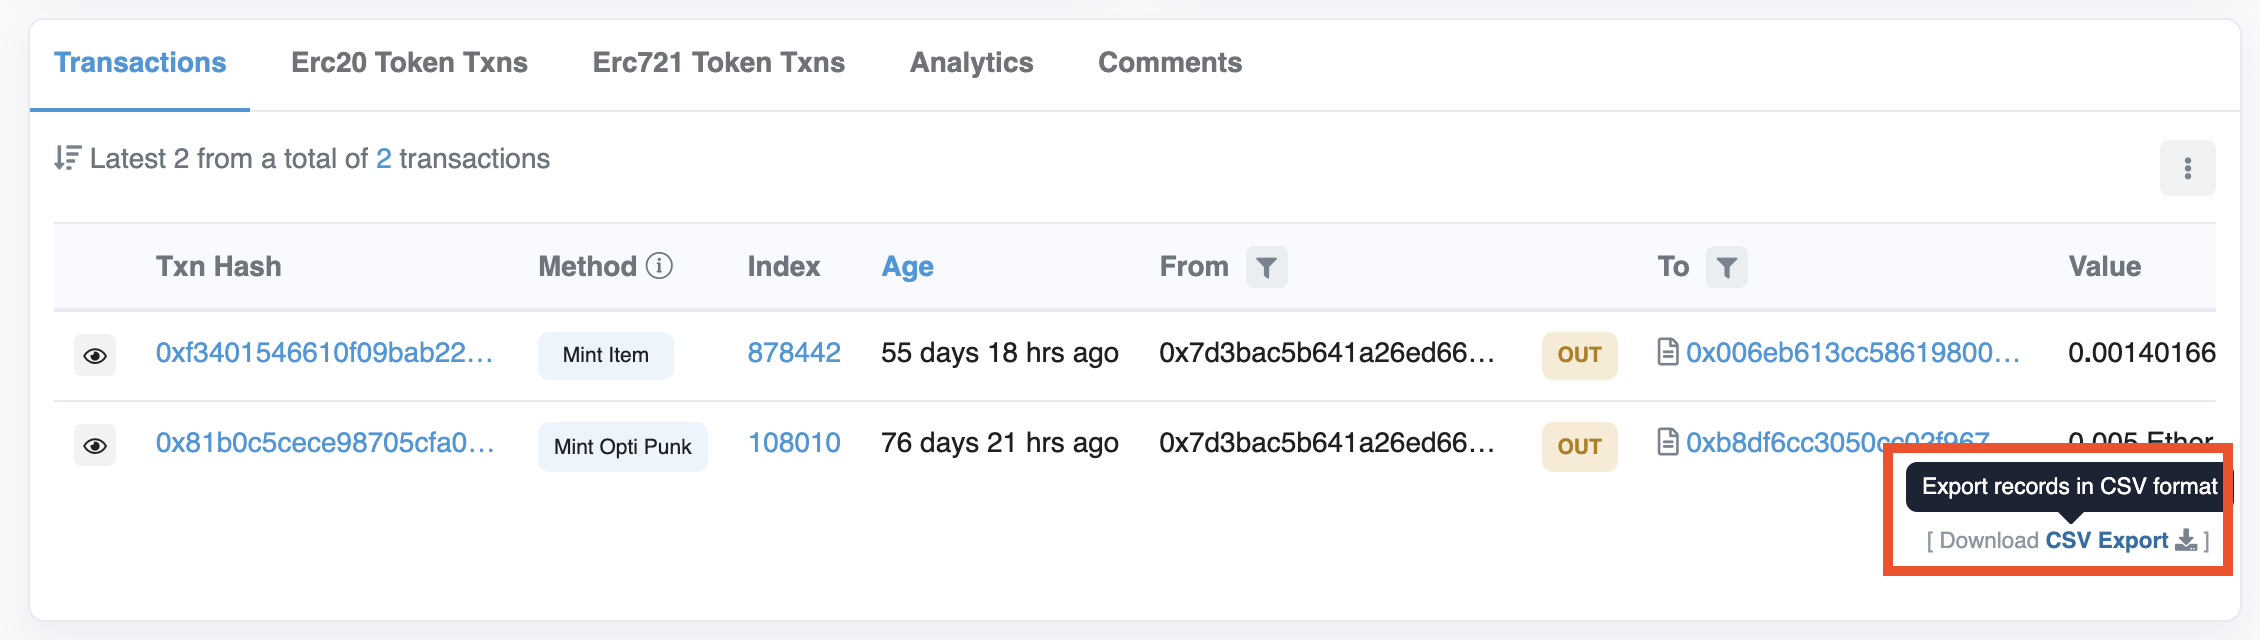 Transactions Erc20 Token Txns Erc721 Token Txns Analytics Comments
Latest 2 from a total of 2 transactions
Txn Hash Method Index Age From To Value
0xf3401546610f09bab22... Mint Item 878442 55 days 18 hrs ago 0x7d3bac5b641a26ed66... OUT 0x006eb613cc58619800... 0.00140166
0x81b0c5cece98705cfa0... Mint Opti Punk 108010 76 days 21 hrs ago 0x7d3bac5b641a26ed66... OUT 0xb8df6cc3050cc02f967... 0.005 Ether
Export records in CSV format
[ Download CSV Export ]